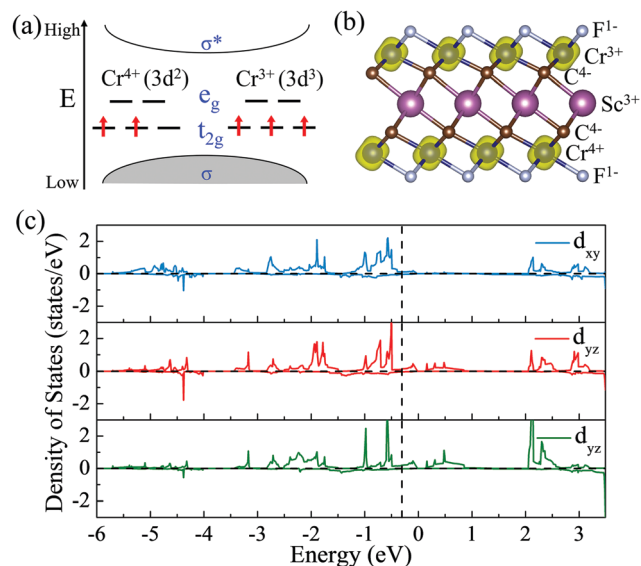 (a)
High
E
Low
σ*
Cr4+ (3d2) Cr3+ (3d3)
eg
t2g
σ
(b)
F1-
Cr3+
C4-
Sc3+
C4-
Cr4+
F1-
(c)
Density of States (states/eV)
2
0
-2
dxy
2
0
-2
dyz
2
0
-2
dyz
-6 -5 -4 -3 -2 -1 0 1 2 3
Energy (eV)